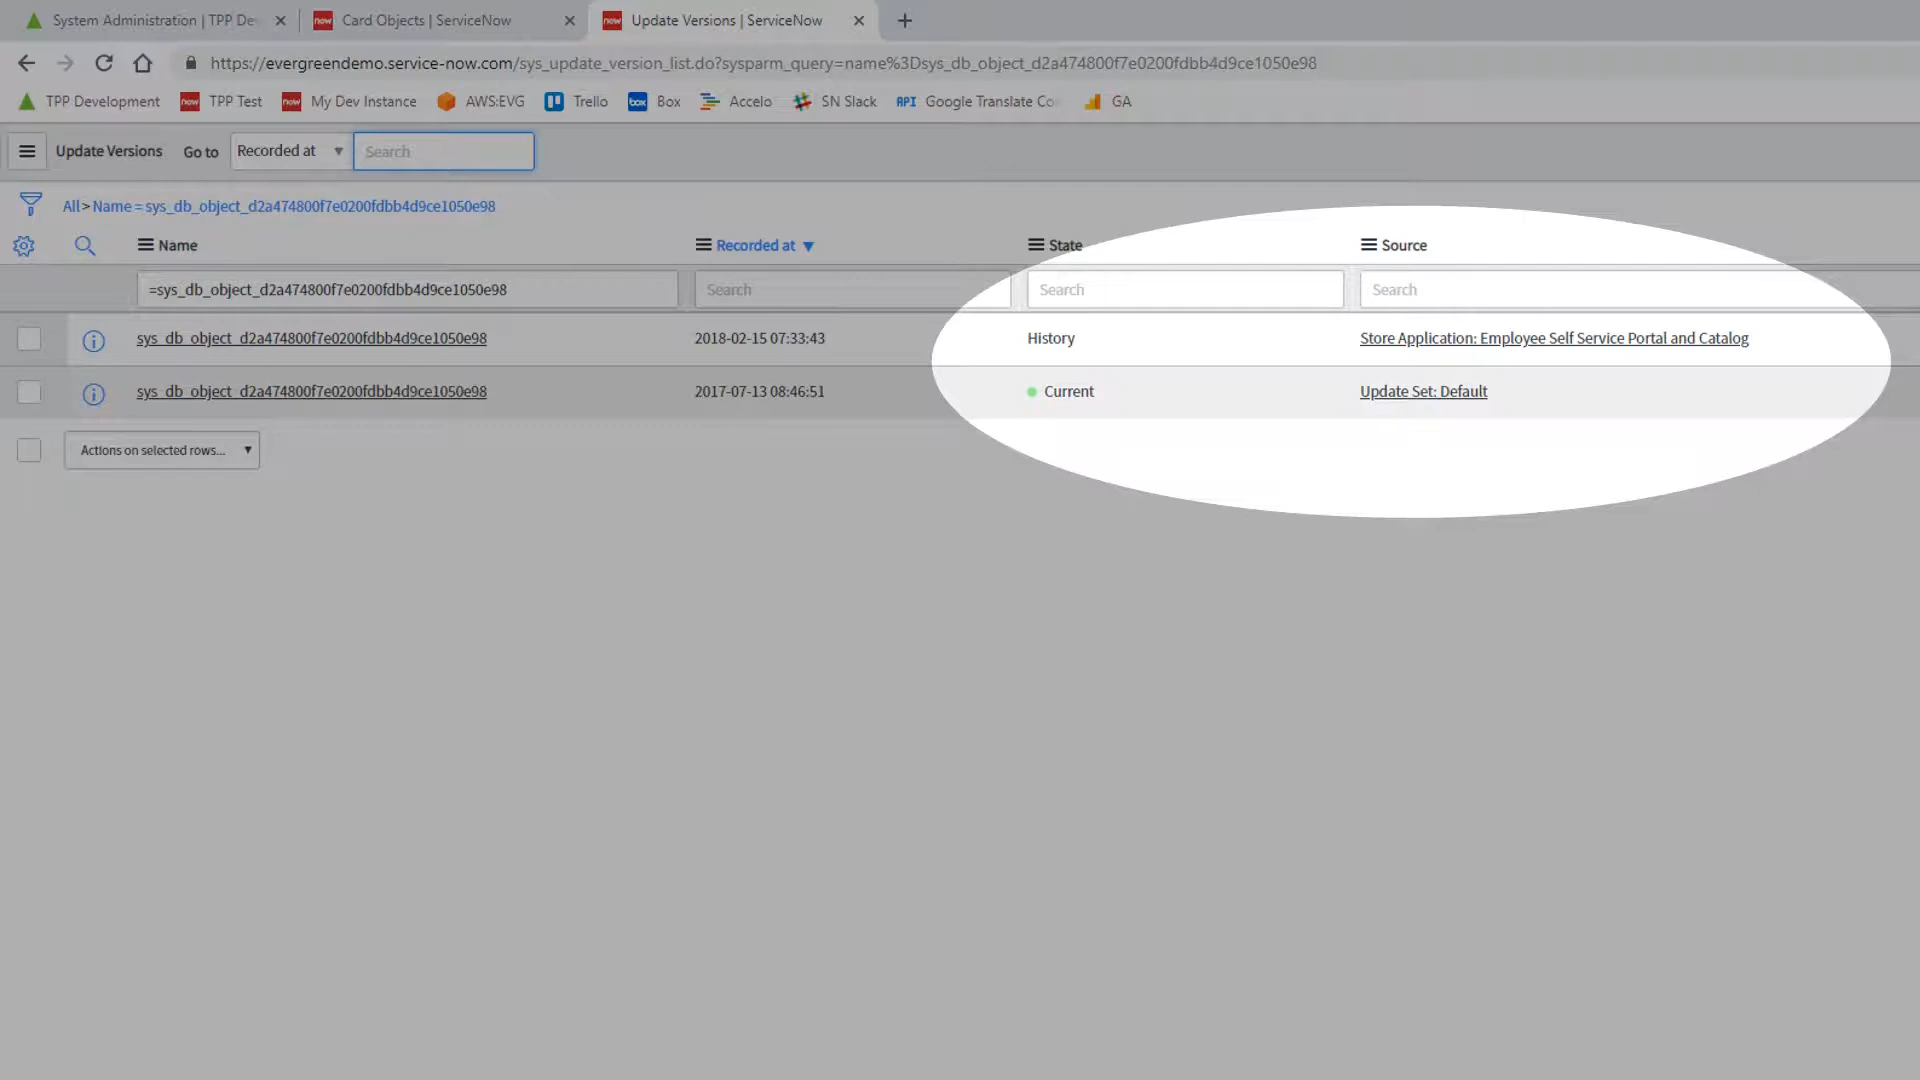 System Administration | TPP De
Card Objects | ServiceNow
Update Versions | ServiceNow
https://evergreendemo.service-now.com/sys_update_version_list.do?sysparm_query=name%3Dsys_db_object_d2a474800f7e0200fdbb4d9ce1050e98
TPP Development
now TPP Test
now My Dev Instance
AWS:EVG
Trello
box Box
Accelo
SN Slack
API Google Translate Co
GA
Update Versions Go to Recorded at Search
All > Name = sys_db_object_d2a474800f7e0200fdbb4d9ce1050e98
Name Recorded at State Source
=sys_db_object_d2a474800f7e0200fdbb4d9ce1050e98 Search Search Search
sys_db_object_d2a474800f7e0200fdbb4d9ce1050e98 2018-02-15 07:33:43 History Store Application: Employee Self Service Portal and Catalog
sys_db_object_d2a474800f7e0200fdbb4d9ce1050e98 2017-07-13 08:46:51 Current Update Set: Default
Actions on selected rows...